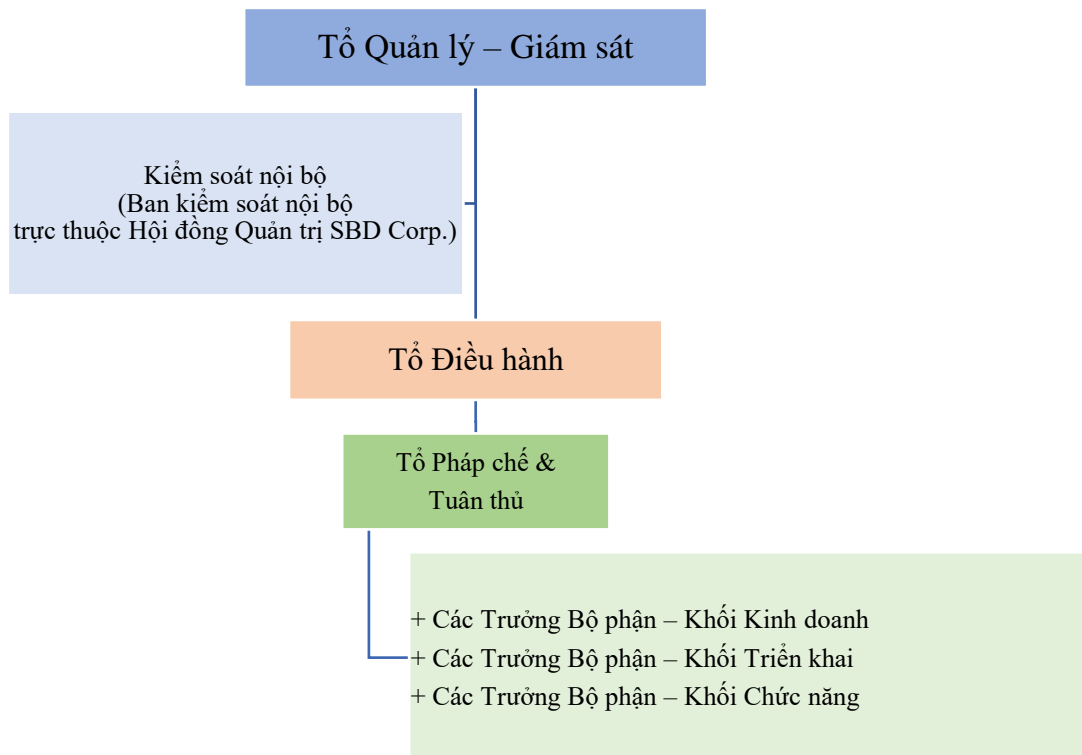 Tổ Quản lý – Giám sát
Kiểm soát nội bộ
(Ban kiểm soát nội bộ
trực thuộc Hội đồng Quản trị SBD Corp.)
Tổ Điều hành
Tổ Pháp chế &
Tuân thủ
+ Các Trưởng Bộ phận – Khối Kinh doanh
+ Các Trưởng Bộ phận – Khối Triển khai
+ Các Trưởng Bộ phận – Khối Chức năng